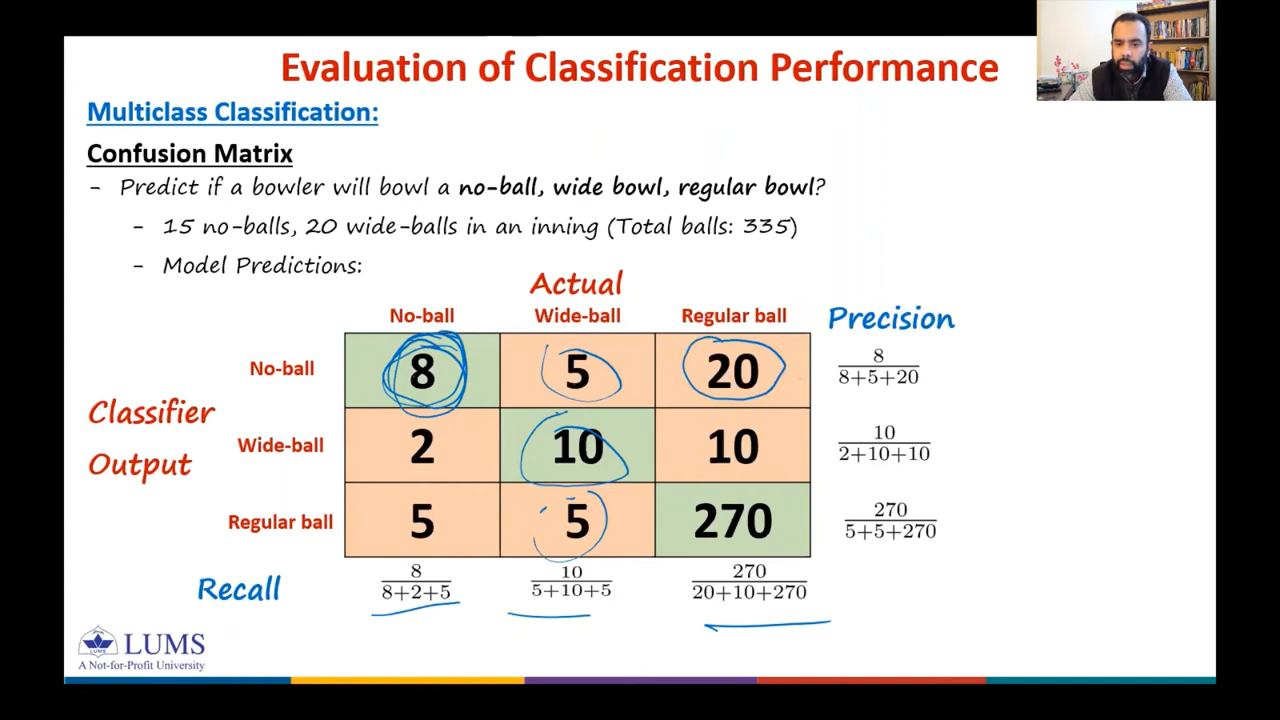 Evaluation of Classification Performance
Multiclass Classification:
Confusion Matrix
- Predict if a bowler will bowl a no-ball, wide bowl, regular bowl?
- 15 no-balls, 20 wide-balls in an inning (Total balls: 335)
- Model Predictions:
Actual
No-ball Wide-ball Regular ball Precision
No-ball 8 5 20 8/8+5+20
Classifier Output
Wide-ball 2 10 10 10/2+10+10
Regular ball 5 5 270 270/5+5+270
Recall 8/8+2+5 10/5+10+5 270/20+10+270
LUMS
A Not-for-Profit University